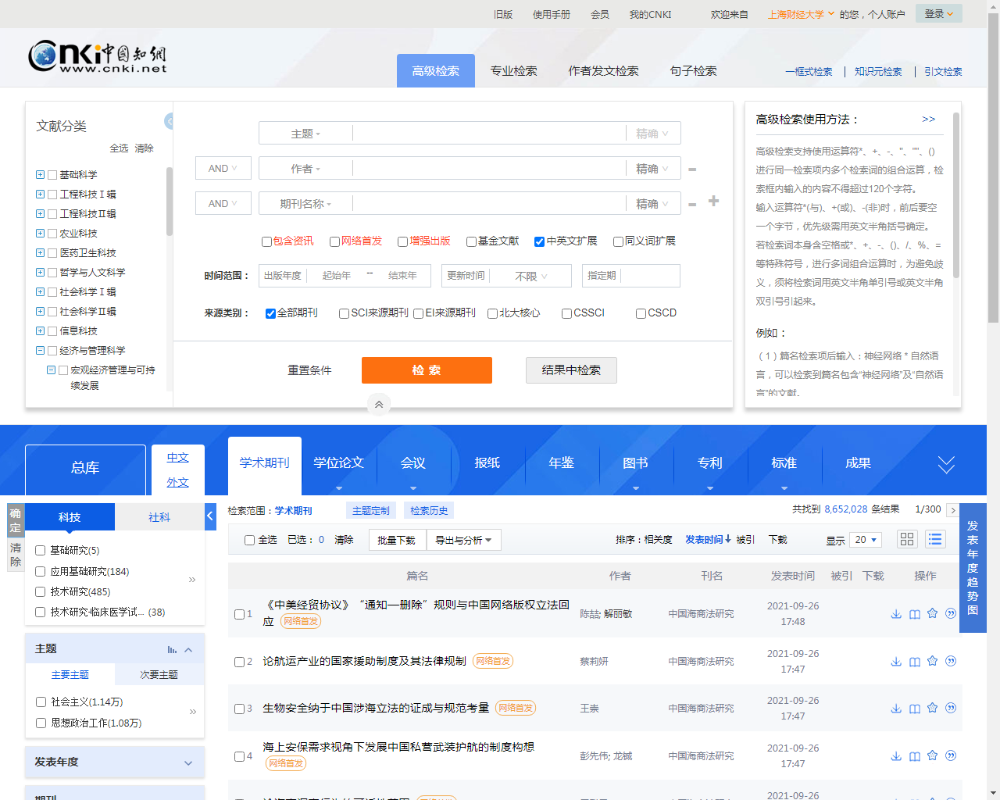 旧版 使用手册 会员 我的CNKI 欢迎来自 上海财经大学 的您，个人账户 登录
Cnki中国知網
www.cnki.net
高级检索 专业检索 作者发文检索 句子检索 一框式检索 知识元检索 引文检索
文献分类
全选 清除
基础科学
工程科技Ⅰ辑
工程科技Ⅱ辑
农业科技
医药卫生科技
哲学与人文科学
社会科学Ⅰ辑
社会科学Ⅱ辑
信息科技
经济与管理科学
宏观经济管理与可持
续发展
主题 精确
AND 作者 精确
AND 期刊名称 精确
包含资讯 网络首发 增强出版 基金文献 中英文扩展 同义词扩展
时间范围： 出版年度 起始年 -- 结束年 更新时间 不限 指定期
来源类别： 全部期刊 SCI来源期刊 EI来源期刊 北大核心 CSSCI CSCD
重置条件 检 索 结果中检索
高级检索使用方法： >>
高级检索支持使用运算符*、+、-、''、""、()
进行同一检索项内多个检索词的组合运算，检
索框内输入的内容不得超过120个字符。
输入运算符*(与)、+(或)、-(非)时，前后要空
一个字节，优先级需用英文半角括号确定。
若检索词本身含空格或*、+、-、()、/、%、=
等特殊符号，进行多词组合运算时，为避免歧
义，须将检索词用英文半角单引号或英文半角
双引号引起来。
例如：
（1）篇名检索项后输入：神经网络 * 自然语
言，可以检索到篇名包含“神经网络”及“自然语
言”的文献。
总库 中文
外文
学术期刊 学位论文 会议 报纸 年鉴 图书 专利 标准 成果
确定
清除
科技 社科
基础研究(5)
应用基础研究(184)
技术研究(485)
技术研究-临床医学试... (38)
»
主题
主要主题 次要主题
社会主义(1.14万)
思想政治工作(1.08万)
»
发表年度
期刊
检索范围：学术期刊 主题定制 检索历史 共找到 8,652,028 条结果 1/300 >
全选 已选：0 清除 批量下载 导出与分析 排序：相关度 发表时间↓ 被引 下载 显示 20
篇名 作者 刊名 发表时间 被引 下载 操作
1 《中美经贸协议》“通知—删除”规则与中国网络版权立法回
应 网络首发 陈喆; 解丽敏 中国海商法研究 2021-09-26
17:48
2 论航运产业的国家援助制度及其法律规制 网络首发 蔡莉妍 中国海商法研究 2021-09-26
17:47
3 生物安全纳于中国涉海立法的证成与规范考量 网络首发 王崇 中国海商法研究 2021-09-26
17:47
4 海上安保需求视角下发展中国私营武装护航的制度构想
网络首发 彭先伟; 龙铖 中国海商法研究 2021-09-26
17:47
2021-09-26
发表年度趋势图